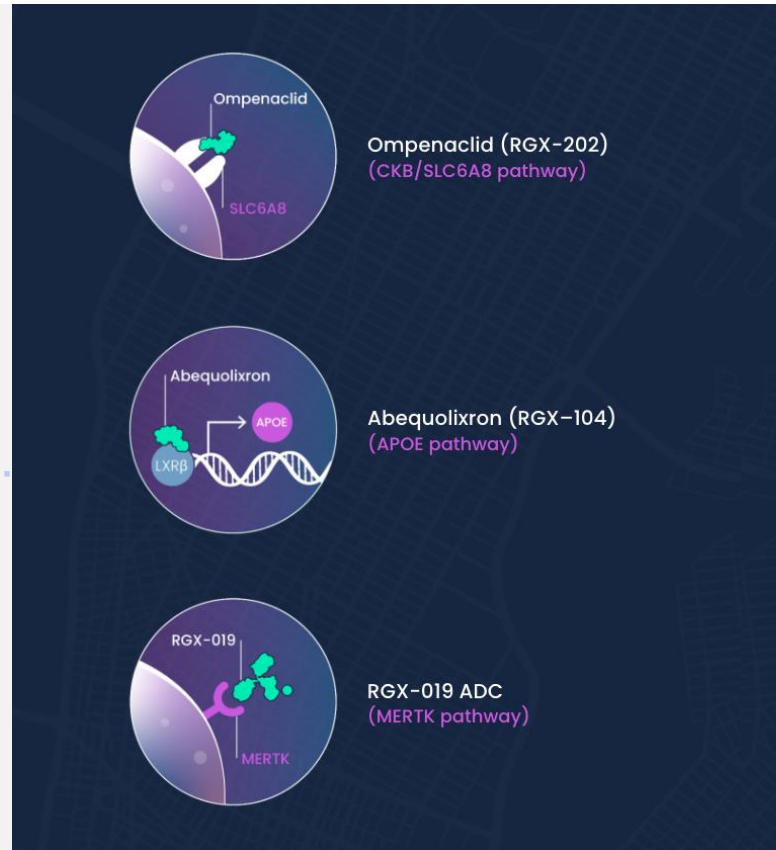 Ompenaclid
SLC6A8
Ompenaclid (RGX-202)
(CKB/SLC6A8 pathway)
Abequolixron
APOE
LXRβ
Abequolixron (RGX–104)
(APOE pathway)
RGX-019
MERTK
RGX-019 ADC
(MERTK pathway)